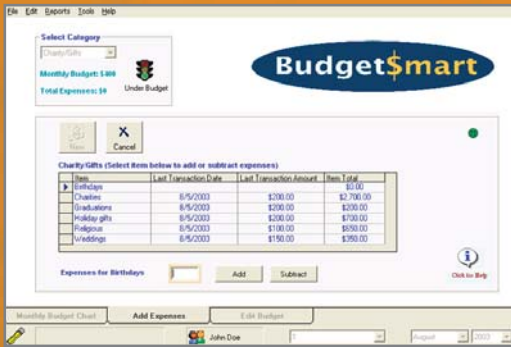 File Edit Reports Tools Help
Select Category
Charity/Gifts
Monthly Budget: $400
Total Expenses: $0
Under Budget
Budget$mart
New
Cancel
Charity/Gifts (Select Item below to add or subtract expenses)
Item Last Transaction Date Last Transaction Amount Item Total
Birthdays $0.00
Charities 8/5/2003 $200.00 $2,700.00
Graduations 8/5/2003 $200.00 $200.00
Holiday gifts 8/5/2003 $200.00 $700.00
Religious 8/5/2003 $100.00 $650.00
Weddings 8/5/2003 $150.00 $350.00
Expenses for Birthdays Add Subtract
Click for Help
Monthly Budget Chart Add Expenses Edit Budget
John Doe August 2003